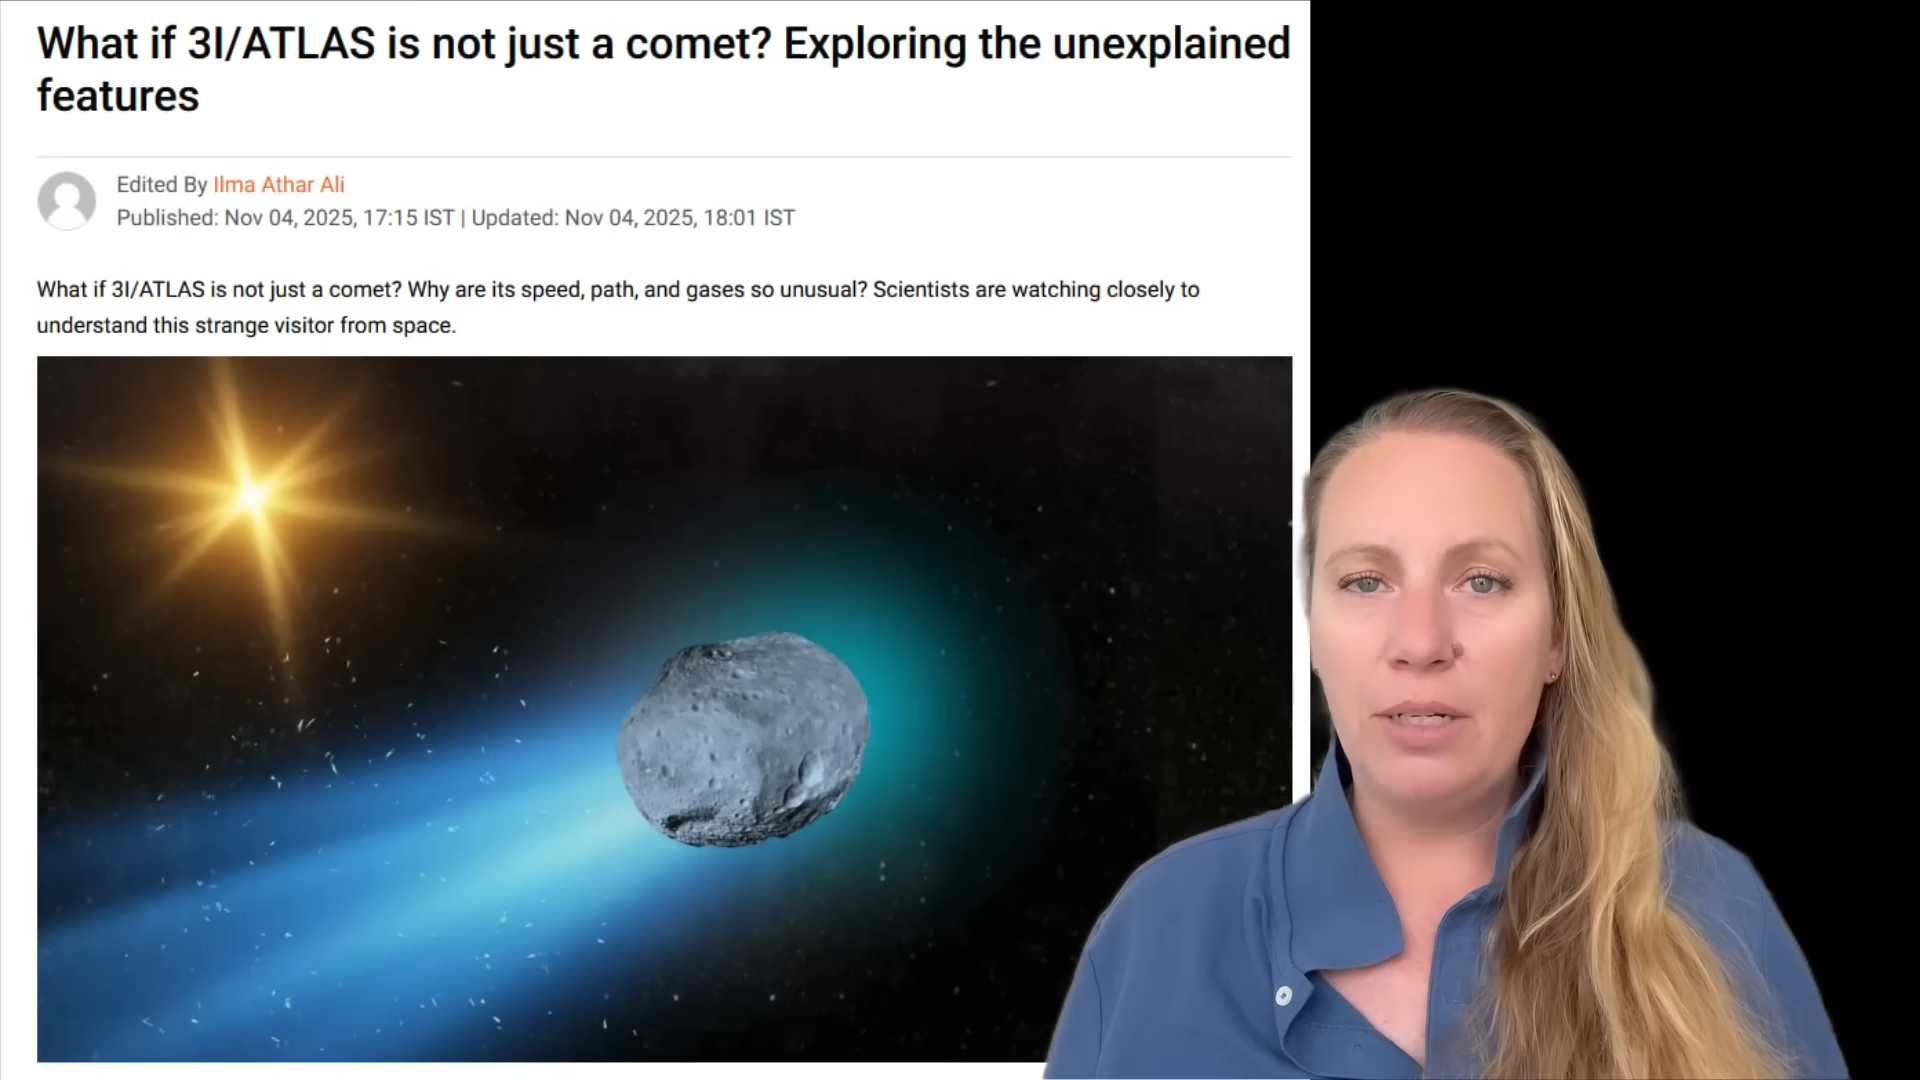 What if 3I/ATLAS is not just a comet? Exploring the unexplained
features
Edited By Ilma Athar Ali
Published: Nov 04, 2025, 17:15 IST | Updated: Nov 04, 2025, 18:01 IST
What if 3I/ATLAS is not just a comet? Why are its speed, path, and gases so unusual? Scientists are watching closely to
understand this strange visitor from space.